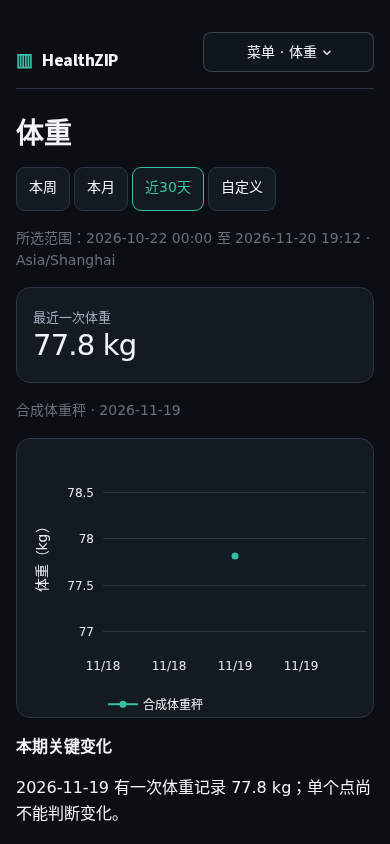 HealthZIP
菜单 · 体重
体重
本周
本月
近30天
自定义
所选范围：2026-10-22 00:00 至 2026-11-20 19:12 ·
Asia/Shanghai
最近一次体重
77.8 kg
合成体重秤 · 2026-11-19
体重（kg）
78.5
78
77.5
77
11/18 11/18 11/19 11/19
合成体重秤
本期关键变化
2026-11-19 有一次体重记录 77.8 kg；单个点尚
不能判断变化。